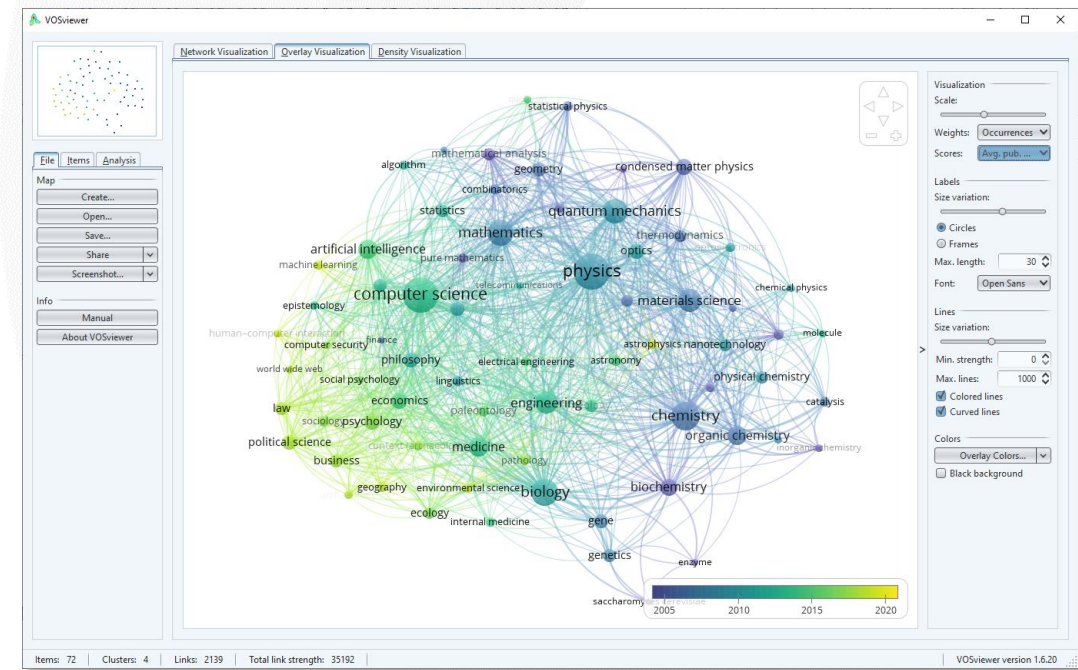 VOSviewer
Network Visualization
Overlay Visualization
Density Visualization
File
Items
Analysis
Map
Create...
Open...
Save...
Share
Screenshot...
Info
Manual
About VOSviewer
statistical physics
mathematical analysis
algorithm
geometry
condensed matter physics
combinatorics
statistics
quantum mechanics
mathematics
thermodynamics
artificial intelligence
optics
pure mathematics
machine learning
physics
telecommunications
chemical physics
computer science
materials science
epistemology
human-computer interaction
molecule
finance
computer security
astrophysics
nanotechnology
philosophy
electrical engineering
astronomy
world wide web
social psychology
linguistics
physical chemistry
economics
engineering
catalysis
law
paleontology
sociology
psychology
chemistry
organic chemistry
political science
medicine
inorganic chemistry
business
pathology
geography
environmental science
biology
biochemistry
ecology
internal medicine
gene
genetics
enzyme
saccharomyces cerevisiae
2005
2010
2015
2020
Visualization
Scale:
Weights: Occurrences
Scores: Avg. pub. ...
Labels
Size variation:
Circles
Frames
Max. length: 30
Font: Open Sans
Lines
Size variation:
>
Min. strength: 0
Max. lines: 1000
Colored lines
Curved lines
Colors
Overlay Colors...
Black background
Items: 72
Clusters: 4
Links: 2139
Total link strength: 35192
VOSviewer version 1.6.20